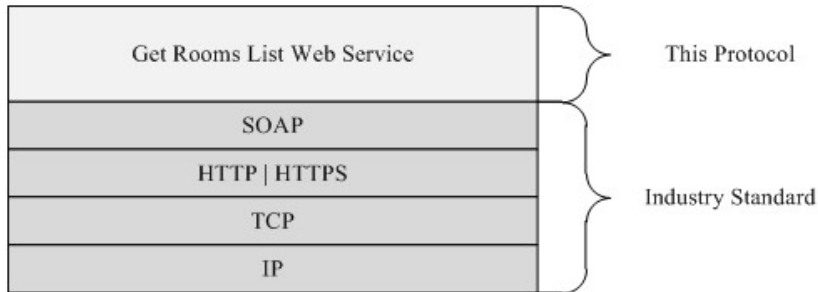 Get Rooms List Web Service
This Protocol
SOAP
HTTP | HTTPS
Industry Standard
TCP
IP